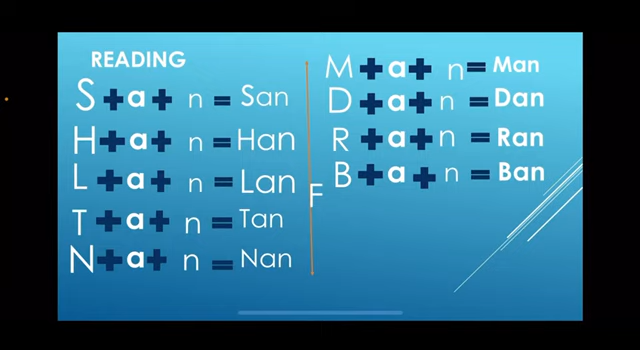 READING
S + a + n = San
H + a + n = Han
L + a + n = Lan
T + a + n = Tan
N + a + n = Nan
F
M + a + n = Man
D + a + n = Dan
R + a + n = Ran
B + a + n = Ban